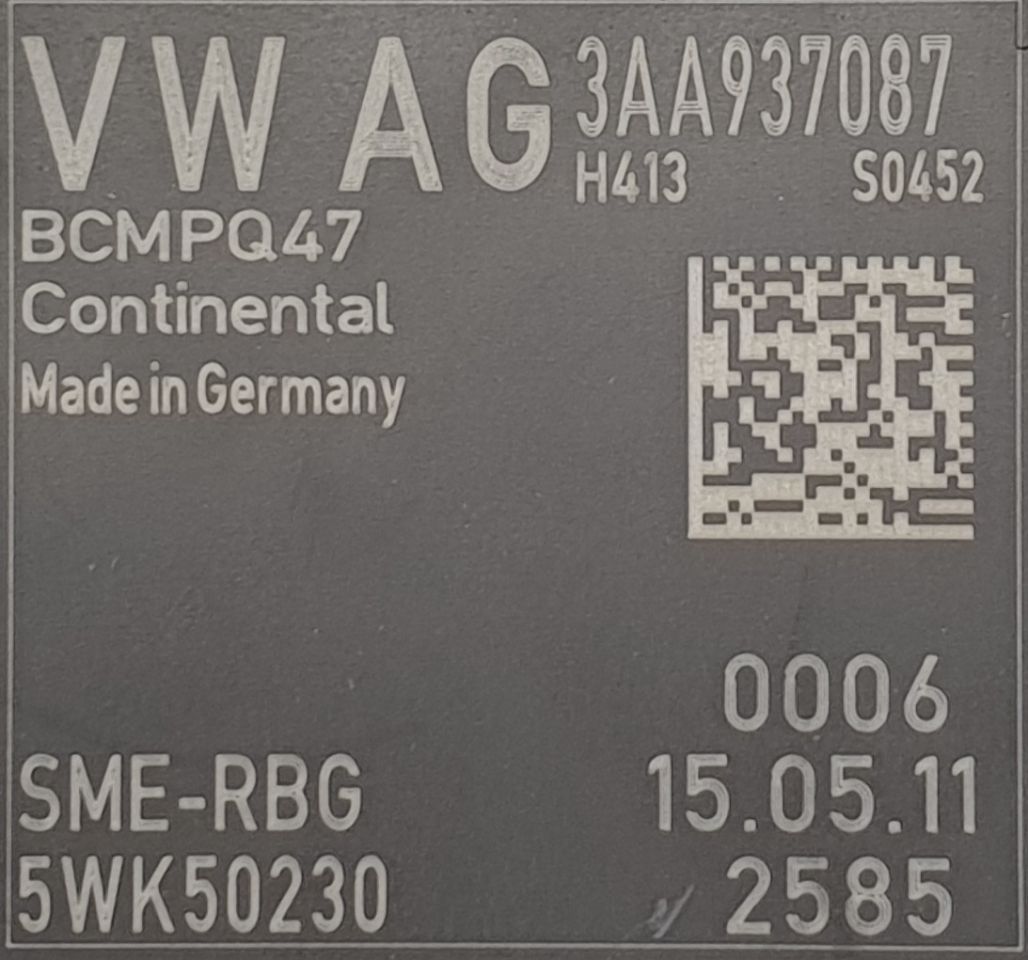 VW AG 3AA937087
H413 S0452
BCMPQ47
Continental
Made in Germany
0006
SME-RBG 15.05.11
5WK50230 2585